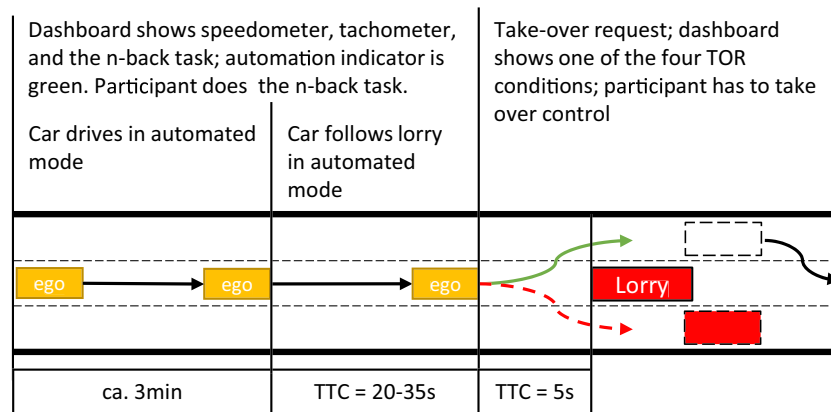 Dashboard shows speedometer, tachometer,
and the n-back task; automation indicator is
green. Participant does  the n-back task.
Take-over request; dashboard
shows one of the four TOR
conditions; participant has to take
over control
Car drives in automated
mode
Car follows lorry
in automated
mode
ego
ego
ego
Lorry
ca. 3min
TTC = 20-35s
TTC = 5s